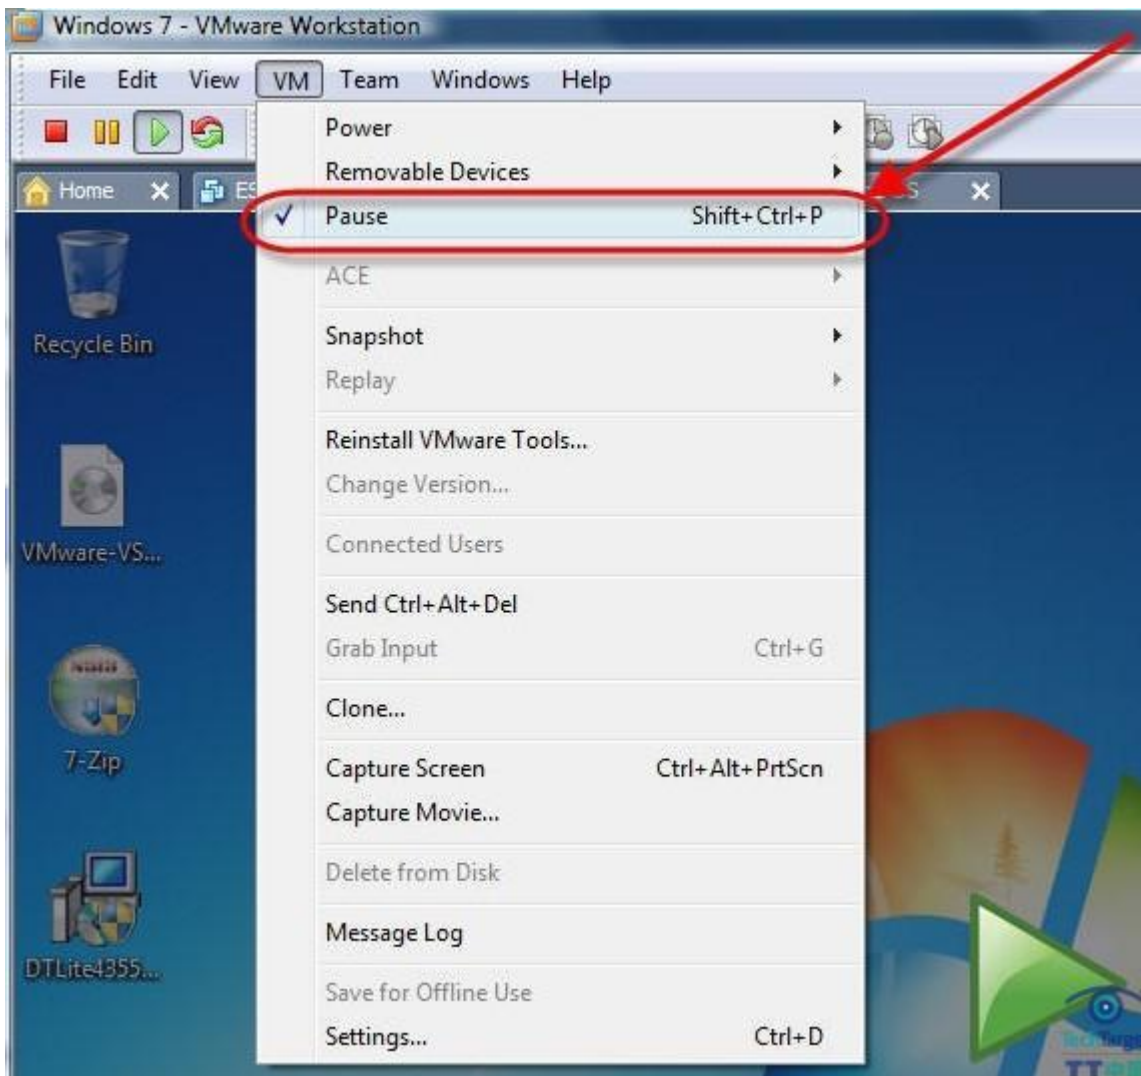 Windows 7 - VMware Workstation
File Edit View VM Team Windows Help
Home ES S
Power
Removable Devices
Pause Shift+Ctrl+P
ACE
Snapshot
Replay
Reinstall VMware Tools...
Change Version...
Connected Users
Send Ctrl+Alt+Del
Grab Input Ctrl+G
Clone...
Capture Screen Ctrl+Alt+PrtScn
Capture Movie...
Delete from Disk
Message Log
Save for Offline Use
Settings... Ctrl+D
Recycle Bin
VMware-VS...
7-Zip
DTLite4355...
TechTarge